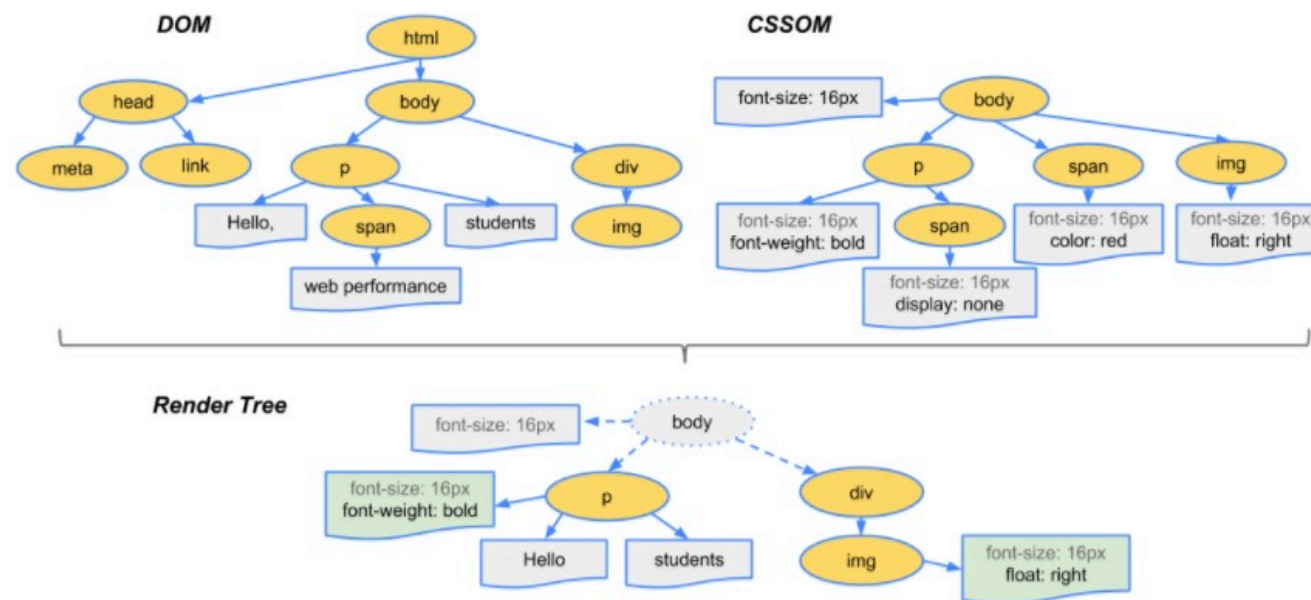 DOM
CSSOM
html
head
body
meta
link
p
div
Hello,
span
students
img
web performance
font-size: 16px
body
p
span
img
font-size: 16px
font-weight: bold
span
font-size: 16px
color: red
font-size: 16px
float: right
font-size: 16px
display: none
Render Tree
font-size: 16px
body
font-size: 16px
font-weight: bold
p
div
Hello
students
img
font-size: 16px
float: right